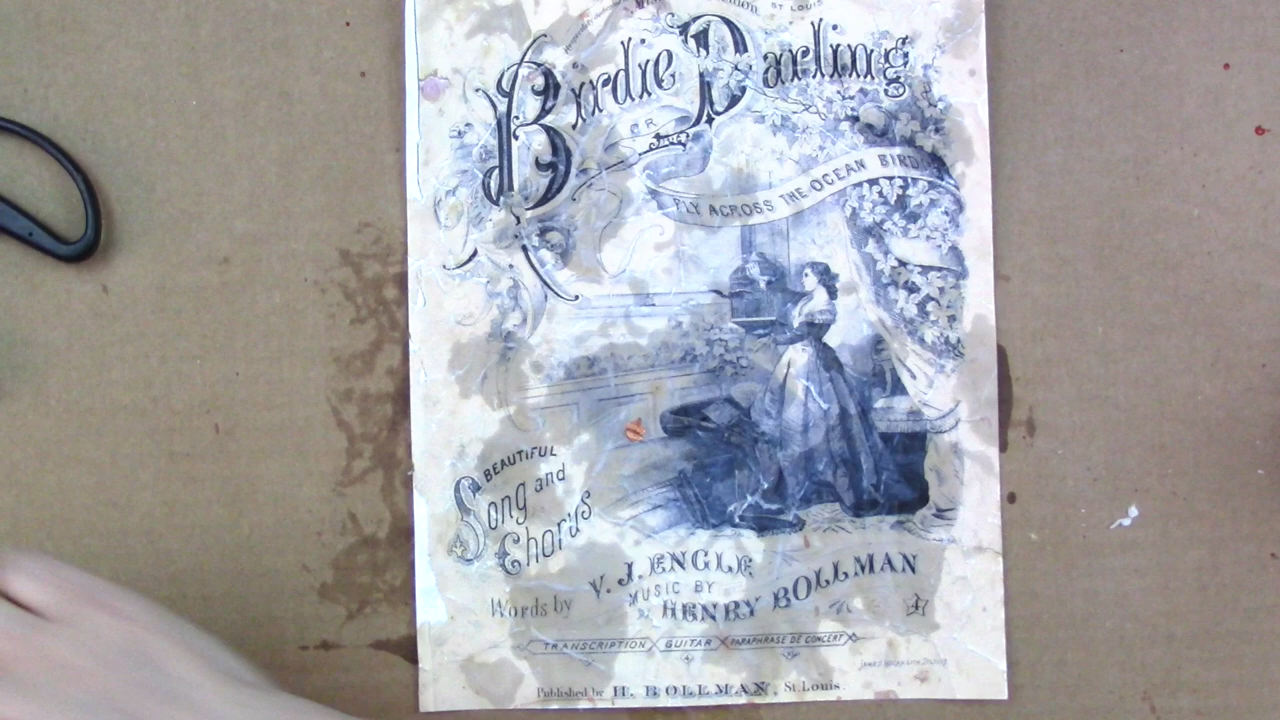 ST LOUIS
Birdie Darling
OR
FLY ACROSS THE OCEAN BIRDIE
BEAUTIFUL
Song and
Chorus
Words by V. J. ENGLE
MUSIC BY
HENRY BOLLMAN
TRANSCRIPTION GUITAR PARAPHRASE DE CONCERT
Published by H. BOLLMAN, St. Louis.